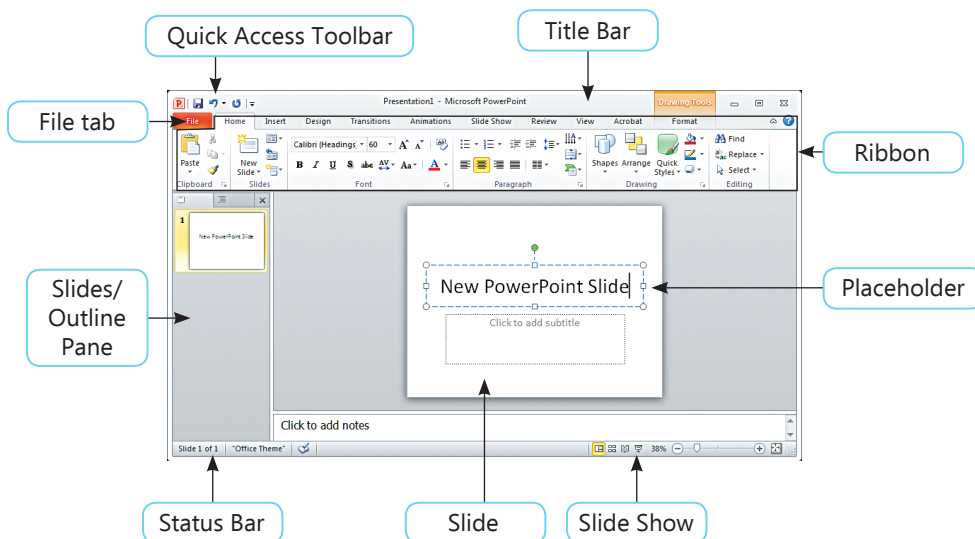 Quick Access Toolbar
Title Bar
File tab
Ribbon
Presentation1 - Microsoft PowerPoint
Drawing Tools
File Home Insert Design Transitions Animations Slide Show Review View Acrobat Format
Calibri (Headings) 60
Find
Replace
Select
Paste
New
Slide
B I U S abc AV Aa A
Shapes Arrange Quick
Styles
Clipboard Slides Font Paragraph Drawing Editing
1
New PowerPoint Slide
Slides/
Outline
Pane
New PowerPoint Slide
Placeholder
Click to add subtitle
Click to add notes
Slide 1 of 1 "Office Theme" 38%
Status Bar
Slide
Slide Show